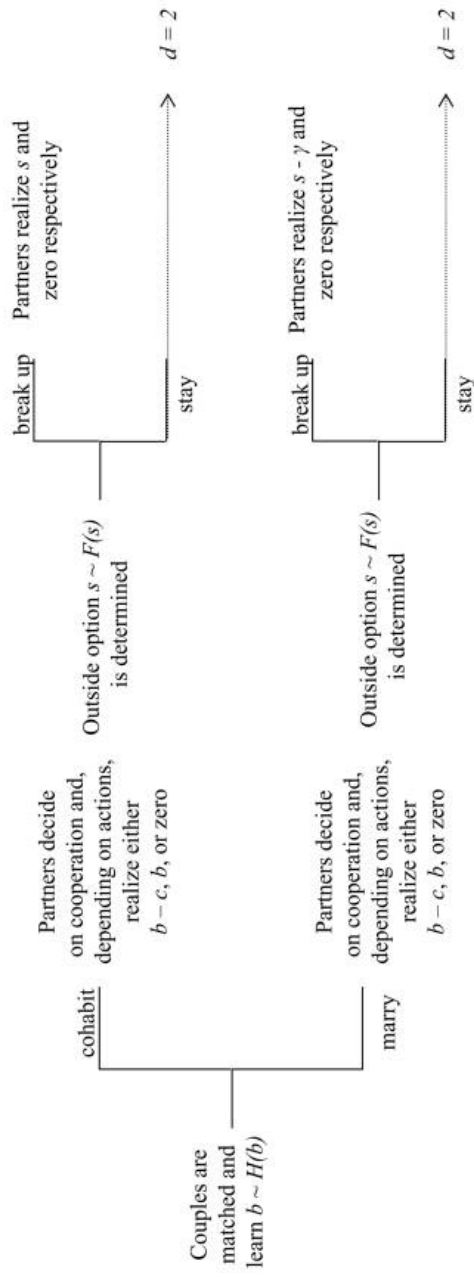 Couples are
matched and
learn b ~ H(b)
cohabit
marry
Partners decide
on cooperation and,
depending on actions,
realize either
b – c, b, or zero
Outside option s ~ F(s)
is determined
break up
stay
Partners realize s and
zero respectively
d = 2
Partners decide
on cooperation and,
depending on actions,
realize either
b – c, b, or zero
Outside option s ~ F(s)
is determined
break up
stay
Partners realize s - γ and
zero respectively
d = 2